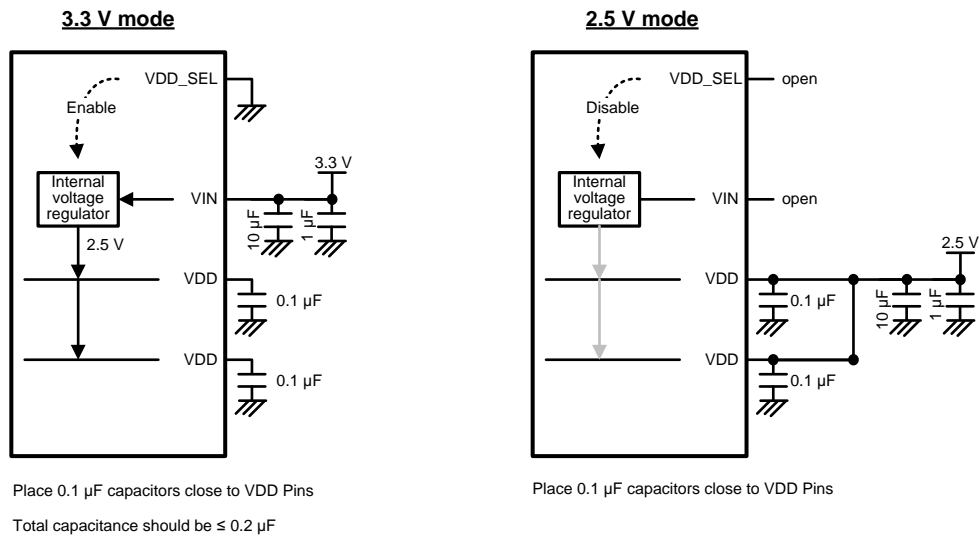 3.3 V mode
VDD_SEL
Enable
3.3 V
Internal
voltage
regulator
VIN
10 µF
1 µF
2.5 V
VDD
0.1 µF
VDD
0.1 µF
Place 0.1 µF capacitors close to VDD Pins
Total capacitance should be ≤ 0.2 µF
2.5 V mode
VDD_SEL
open
Disable
Internal
voltage
regulator
VIN
open
2.5 V
VDD
0.1 µF
10 µF
1 µF
VDD
0.1 µF
Place 0.1 µF capacitors close to VDD Pins